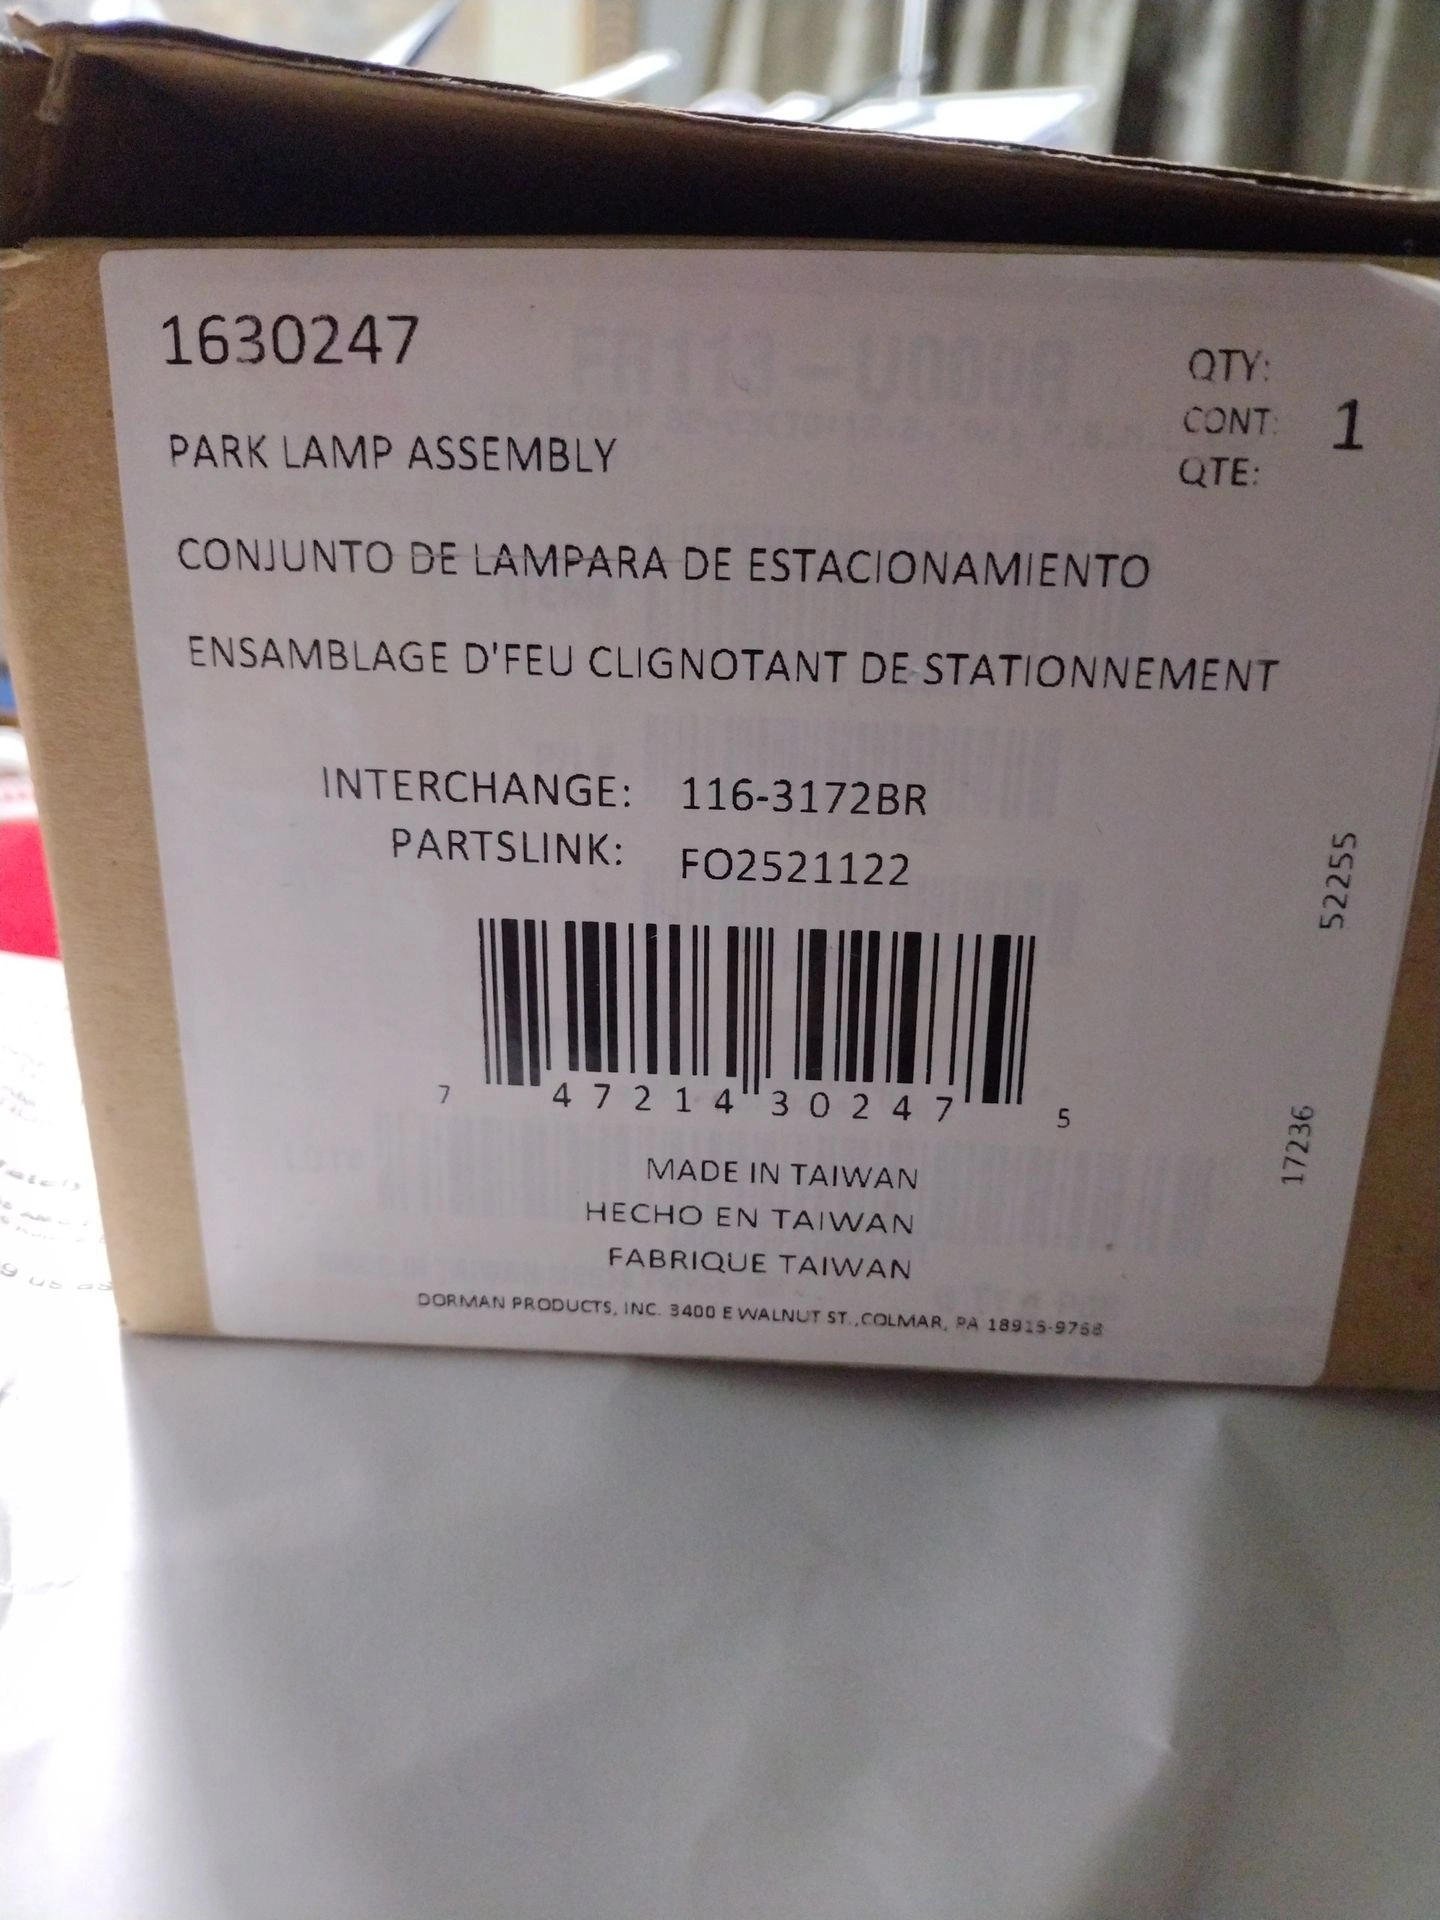 1630247
QTY:
CONT: 1
QTE:
PARK LAMP ASSEMBLY
CONJUNTO DE LAMPARA DE ESTACIONAMIENTO
ENSAMBLAGE D'FEU CLIGNOTANT DE STATIONNEMENT
INTERCHANGE: 116-3172BR
PARTSLINK: FO2521122
52255
7 47214 30247 5
17236
MADE IN TAIWAN
HECHO EN TAIWAN
FABRIQUE TAIWAN
DORMAN PRODUCTS, INC. 3400 E WALNUT ST., COLMAR, PA 18915-9768